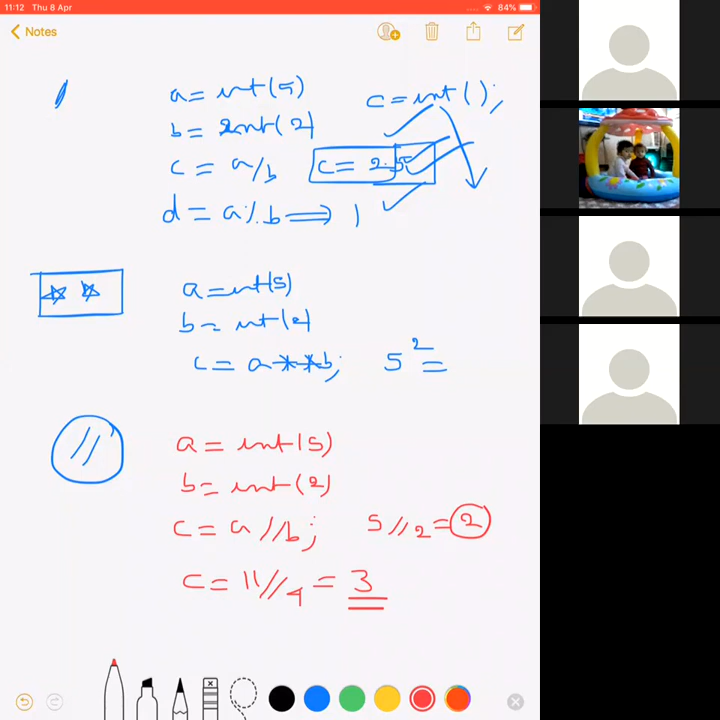 11:12 Thu 8 Apr
84%
Notes
/
a = int(5)
c = int();
b = int(2)
c = a/b
c = 2.5
d = a%b ⟹ 1
**
a = int(5)
b = int(2)
c = a**b;
5² =
//
a = int(5)
b = int(2)
c = a//b;
5//2 = 2
c = 11//4 = 3